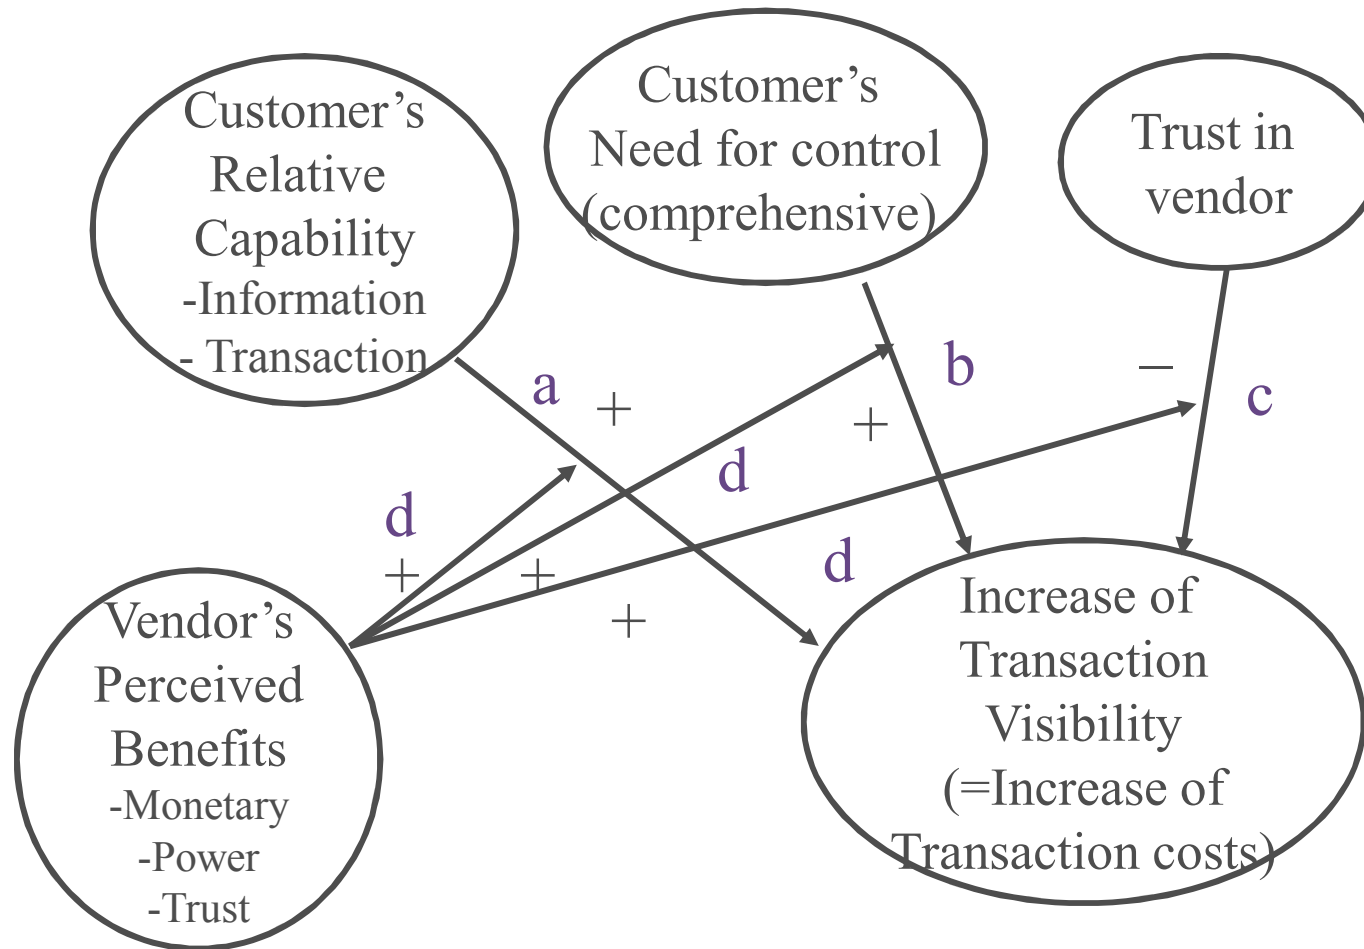 Customer’s
Relative
Capability
-Information
- Transaction
Customer’s
Need for control
(comprehensive)
Trust in
vendor
a
+
b
+
−
c
d
+
d
+
d
+
Vendor’s
Perceived
Benefits
-Monetary
-Power
-Trust
Increase of
Transaction
Visibility
(=Increase of
Transaction costs)